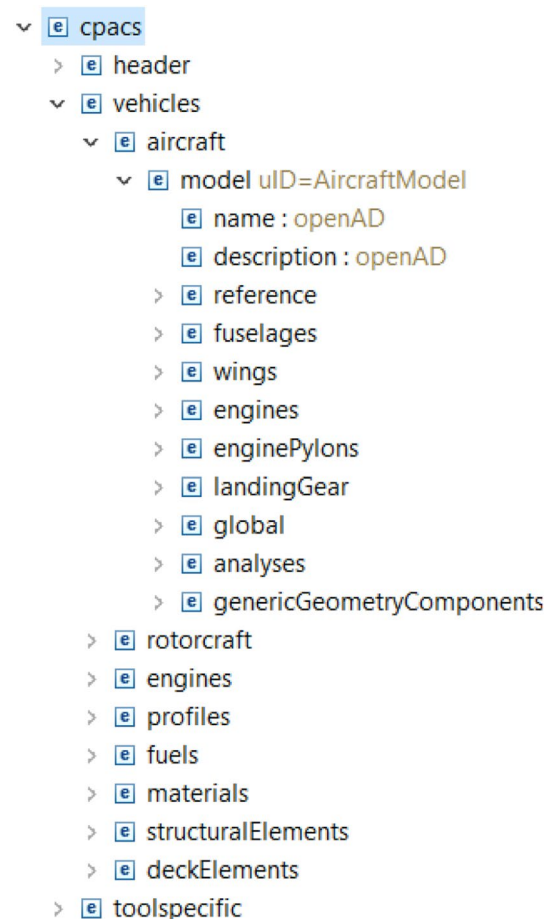 cpacs
header
vehicles
aircraft
model uID=AircraftModel
name : openAD
description : openAD
reference
fuselages
wings
engines
enginePylons
landingGear
global
analyses
genericGeometryComponents
rotorcraft
engines
profiles
fuels
materials
structuralElements
deckElements
toolspecific